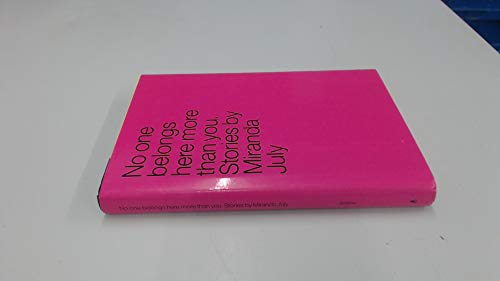 No one
belongs
here more
than you.
Stories by
Miranda
July
No one belongs here more than you. Stories by Miranda July